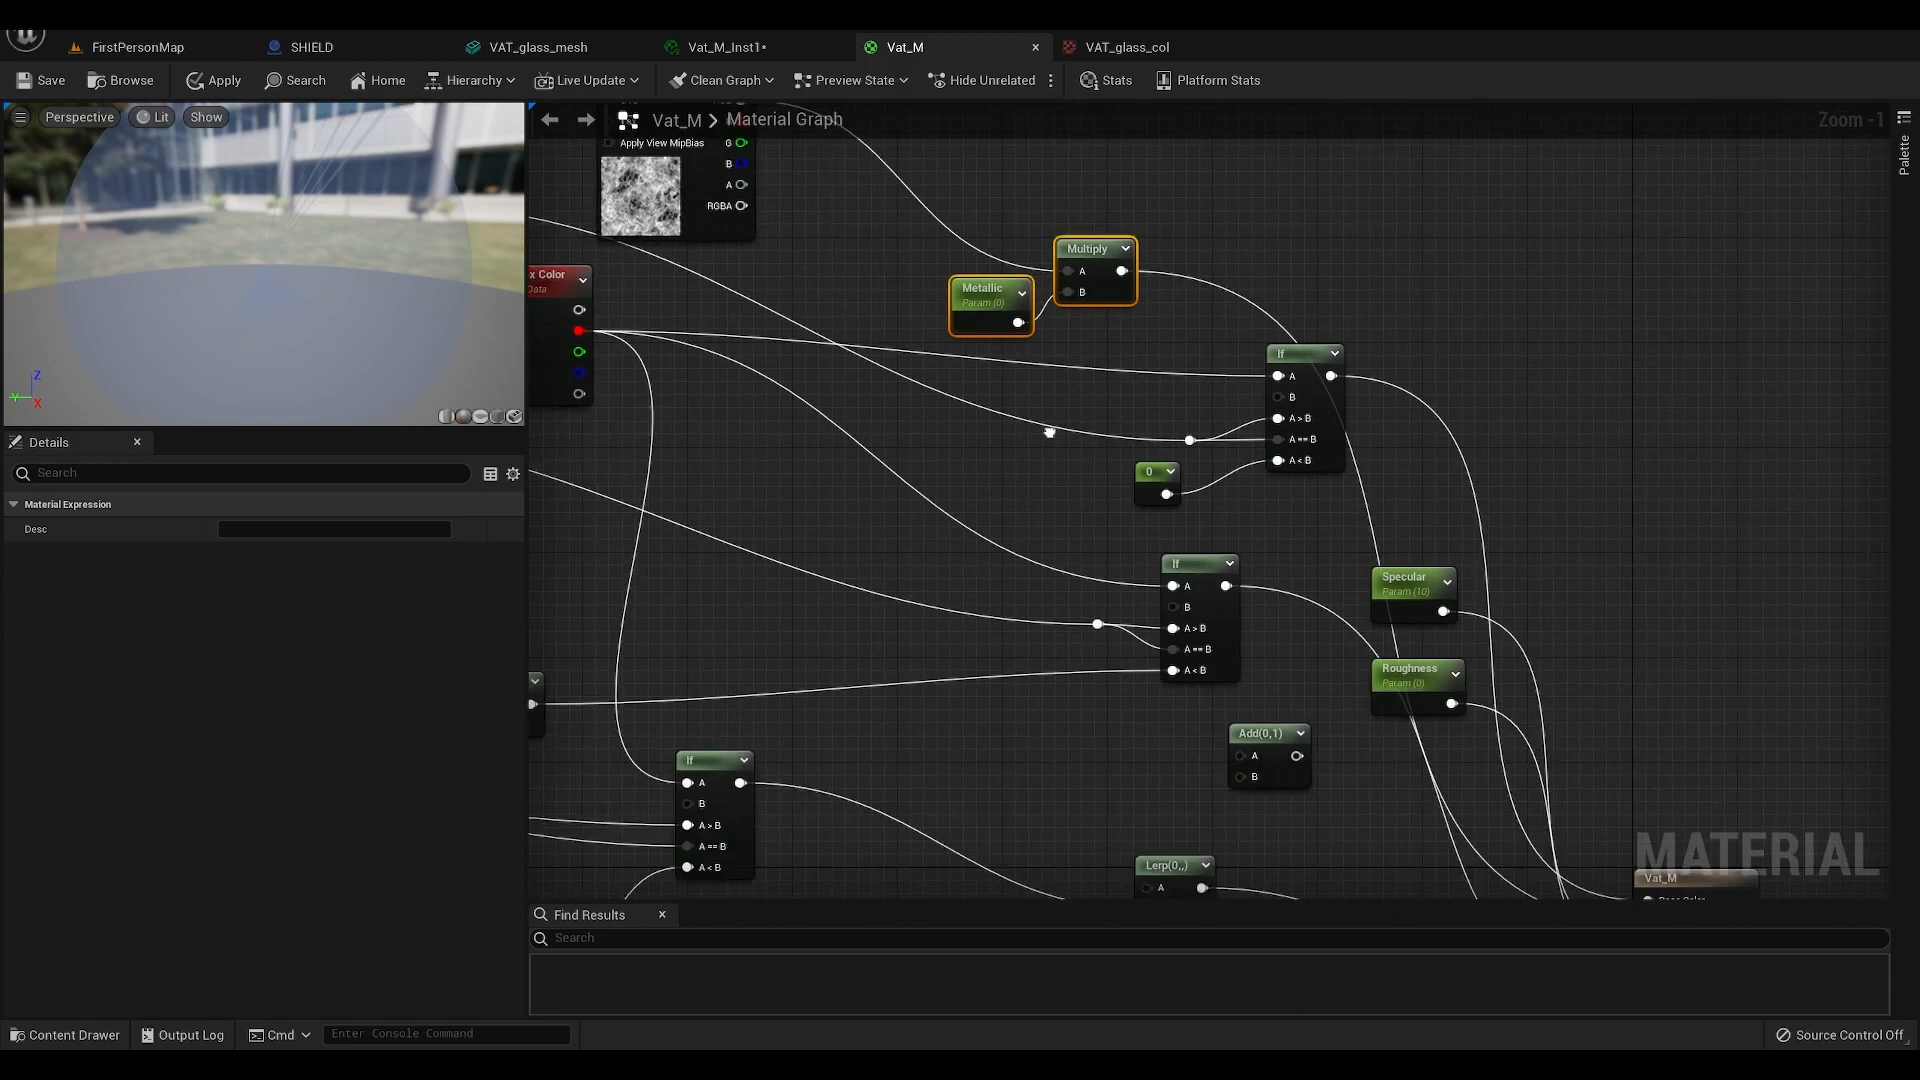 FirstPersonMap
SHIELD
VAT_glass_mesh
Vat_M_Inst1•
Vat_M
VAT_glass_col
Save
Browse
Apply
Search
Home
Hierarchy
Live Update
Clean Graph
Preview State
Hide Unrelated
Stats
Platform Stats
Perspective
Lit
Show
Vat_M
Material Graph
Zoom -1
Palette
Apply View MipBias
G
B
A
RGBA
Multiply
A
B
Metallic
Param (0)
x Color
Data
If
A
B
A > B
A == B
A < B
0
Z
Y
X
Details
Search
Material Expression
Desc
If
A
B
A > B
A == B
A < B
Specular
Param (10)
Roughness
Param (0)
Add(0,1)
A
B
If
A
B
A > B
A == B
A < B
Lerp(0,,)
A
MATERIAL
Vat_M
Base Color
Find Results
Search
Content Drawer
Output Log
Cmd
Enter Console Command
Source Control Off